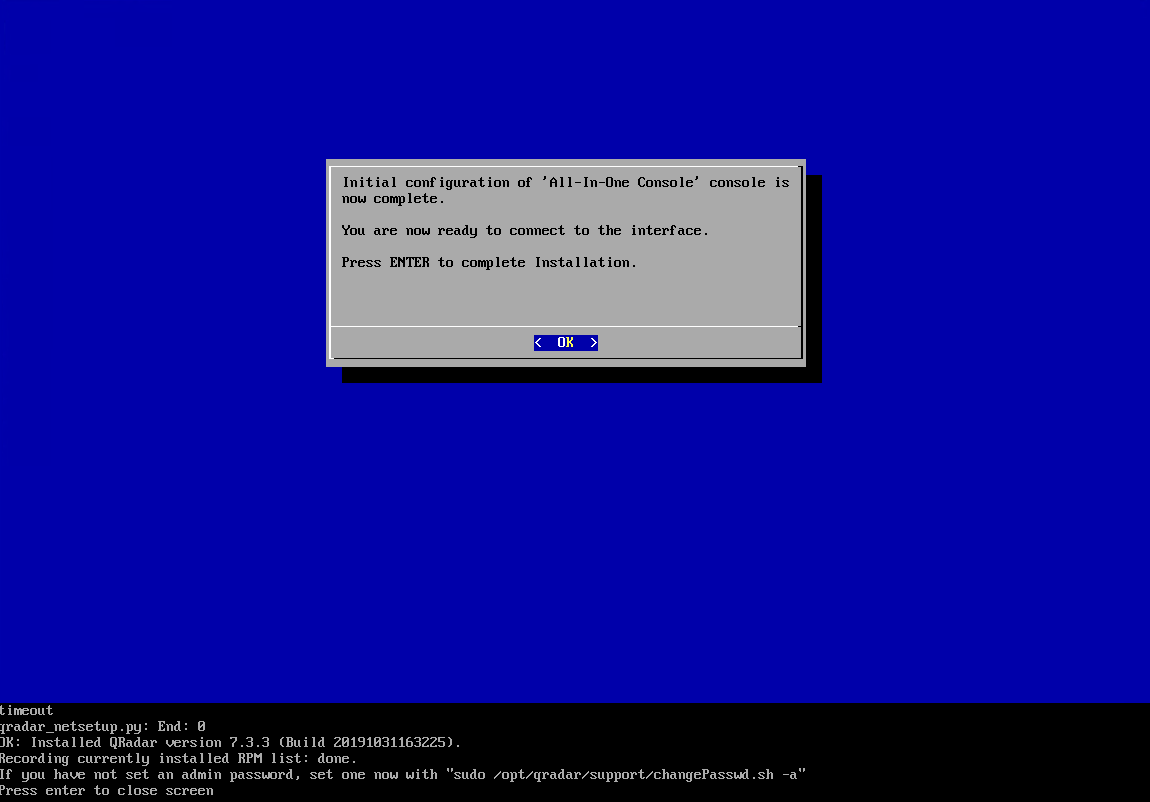 Initial configuration of 'All-In-One Console' console is
now complete.
You are now ready to connect to the interface.
Press ENTER to complete Installation.
< OK >
timeout
qradar_netsetup.py: End: 0
OK: Installed QRadar version 7.3.3 (Build 20191031163225).
Recording currently installed RPM list: done.
If you have not set an admin password, set one now with "sudo /opt/qradar/support/changePasswd.sh -a"
Press enter to close screen